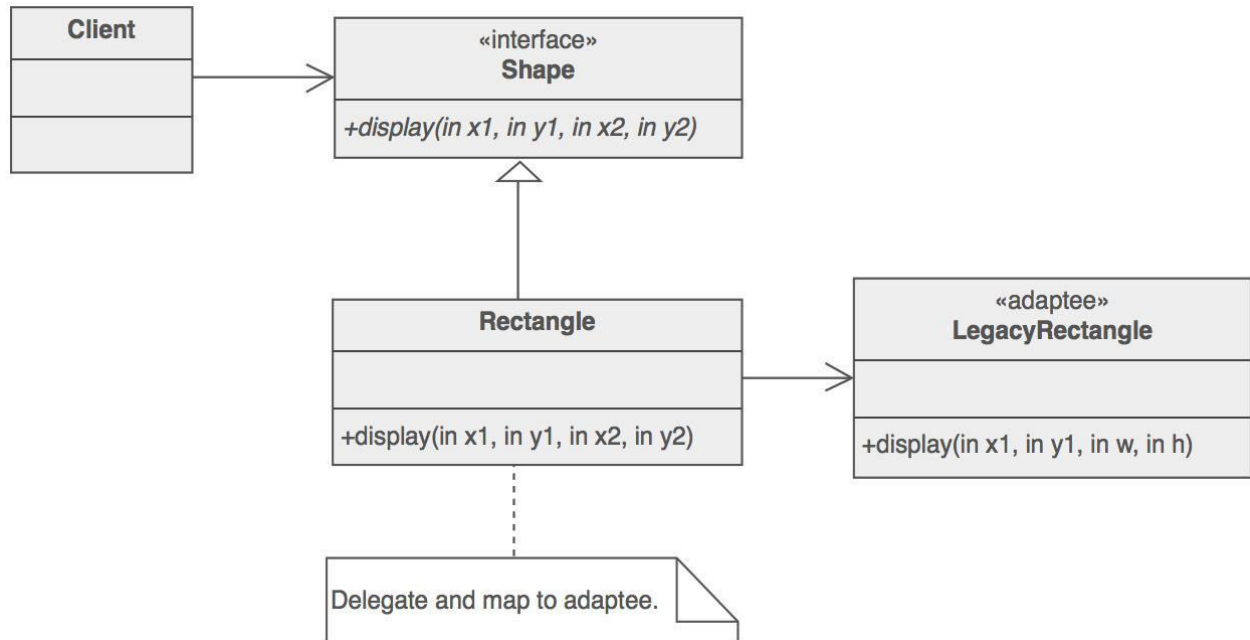 Client
«interface»
Shape
+display(in x1, in y1, in x2, in y2)
Rectangle
+display(in x1, in y1, in x2, in y2)
«adaptee»
LegacyRectangle
+display(in x1, in y1, in w, in h)
Delegate and map to adaptee.